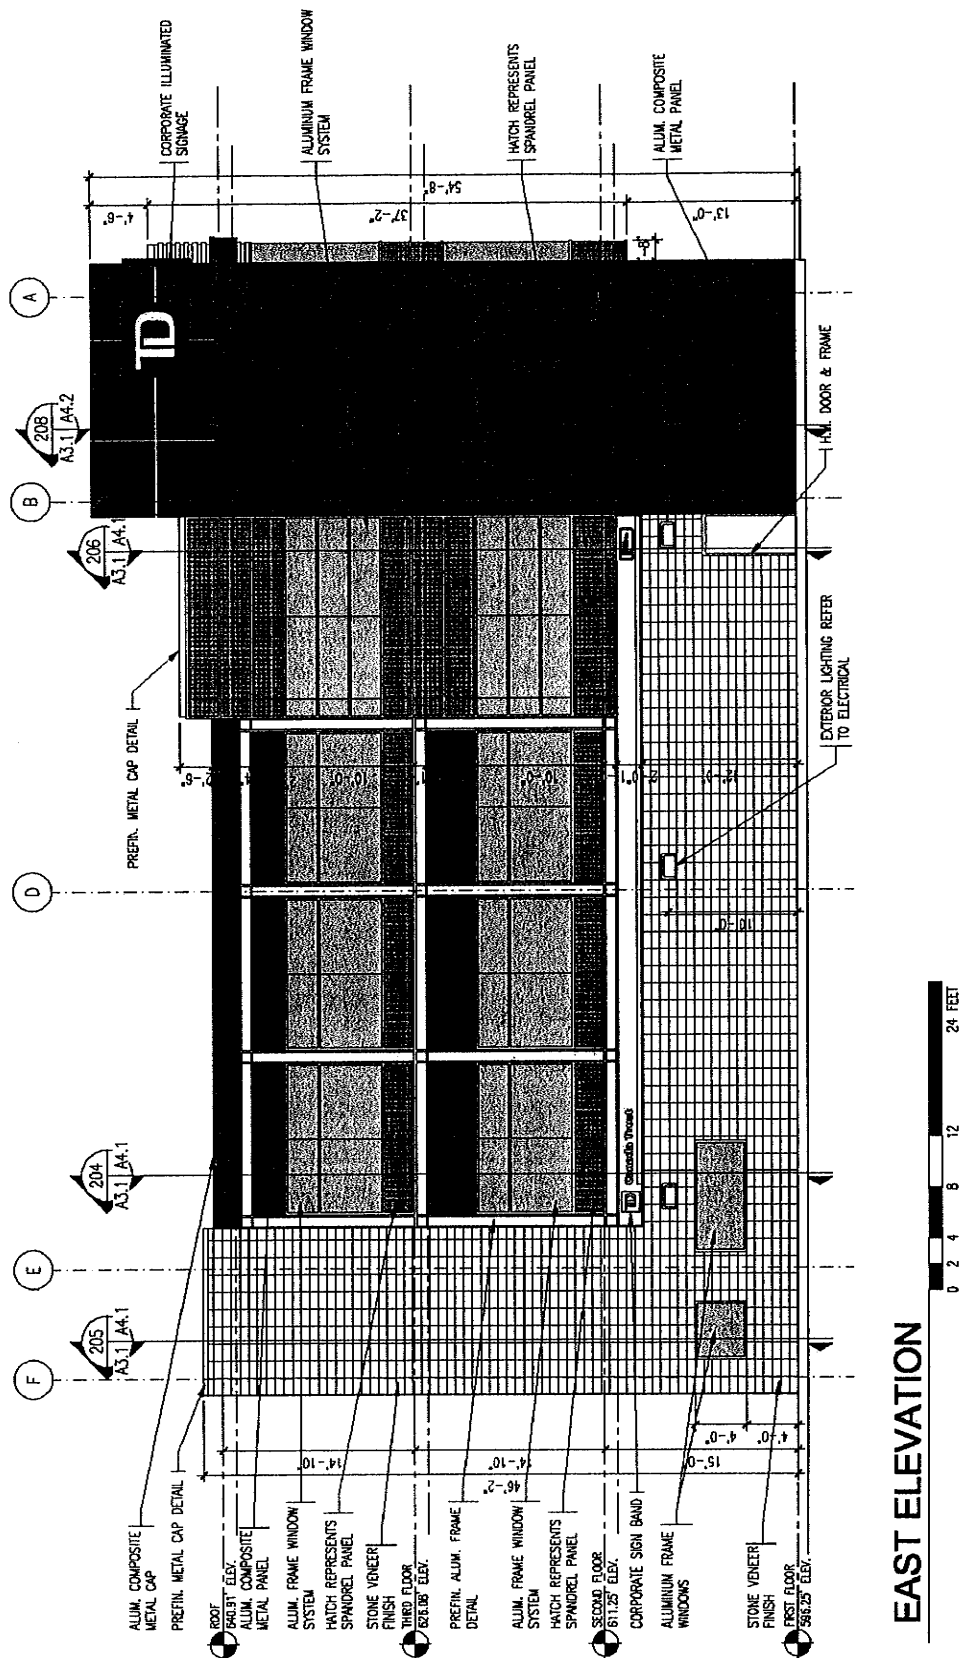 ALUM. COMPOSITE
METAL CAP
PREFIN. METAL CAP DETAIL
ROOF
640.91' ELEV.
ALUM. COMPOSITE
METAL PANEL
ALUM. FRAME WINDOW
SYSTEM
HATCH REPRESENTS
SPANDREL PANEL
STONE VENEER
FINISH
THIRD FLOOR
626.08' ELEV.
PREFIN. ALUM. FRAME
DETAIL
ALUM. FRAME WINDOW
SYSTEM
HATCH REPRESENTS
SPANDREL PANEL
SECOND FLOOR
611.25' ELEV.
CORPORATE SIGN BAND
ALUMINUM FRAME
WINDOWS
STONE VENEER
FINISH
FIRST FLOOR
596.25' ELEV.
14'-10"
14'-10"
46'-2"
15'-0"
4'-0"
4'-0"
F
E
D
B
A
205
A3.1 A4.1
204
A3.1 A4.1
206
A3.1 A4.1
208
A3.1 A4.2
PREFIN. METAL CAP DETAIL
2'-6"
10'-0"
10'-0"
12'-0"
10'-0"
TD
TD Canada Trust
EXTERIOR LIGHTING REFER
TO ELECTRICAL
H.M. DOOR & FRAME
CORPORATE ILLUMINATED
SIGNAGE
ALUMINUM FRAME WINDOW
SYSTEM
HATCH REPRESENTS
SPANDREL PANEL
ALUM. COMPOSITE
METAL PANEL
4'-6"
54'-8"
37'-2"
13'-0"
EAST ELEVATION
0 2 4 8 12 24 FEET